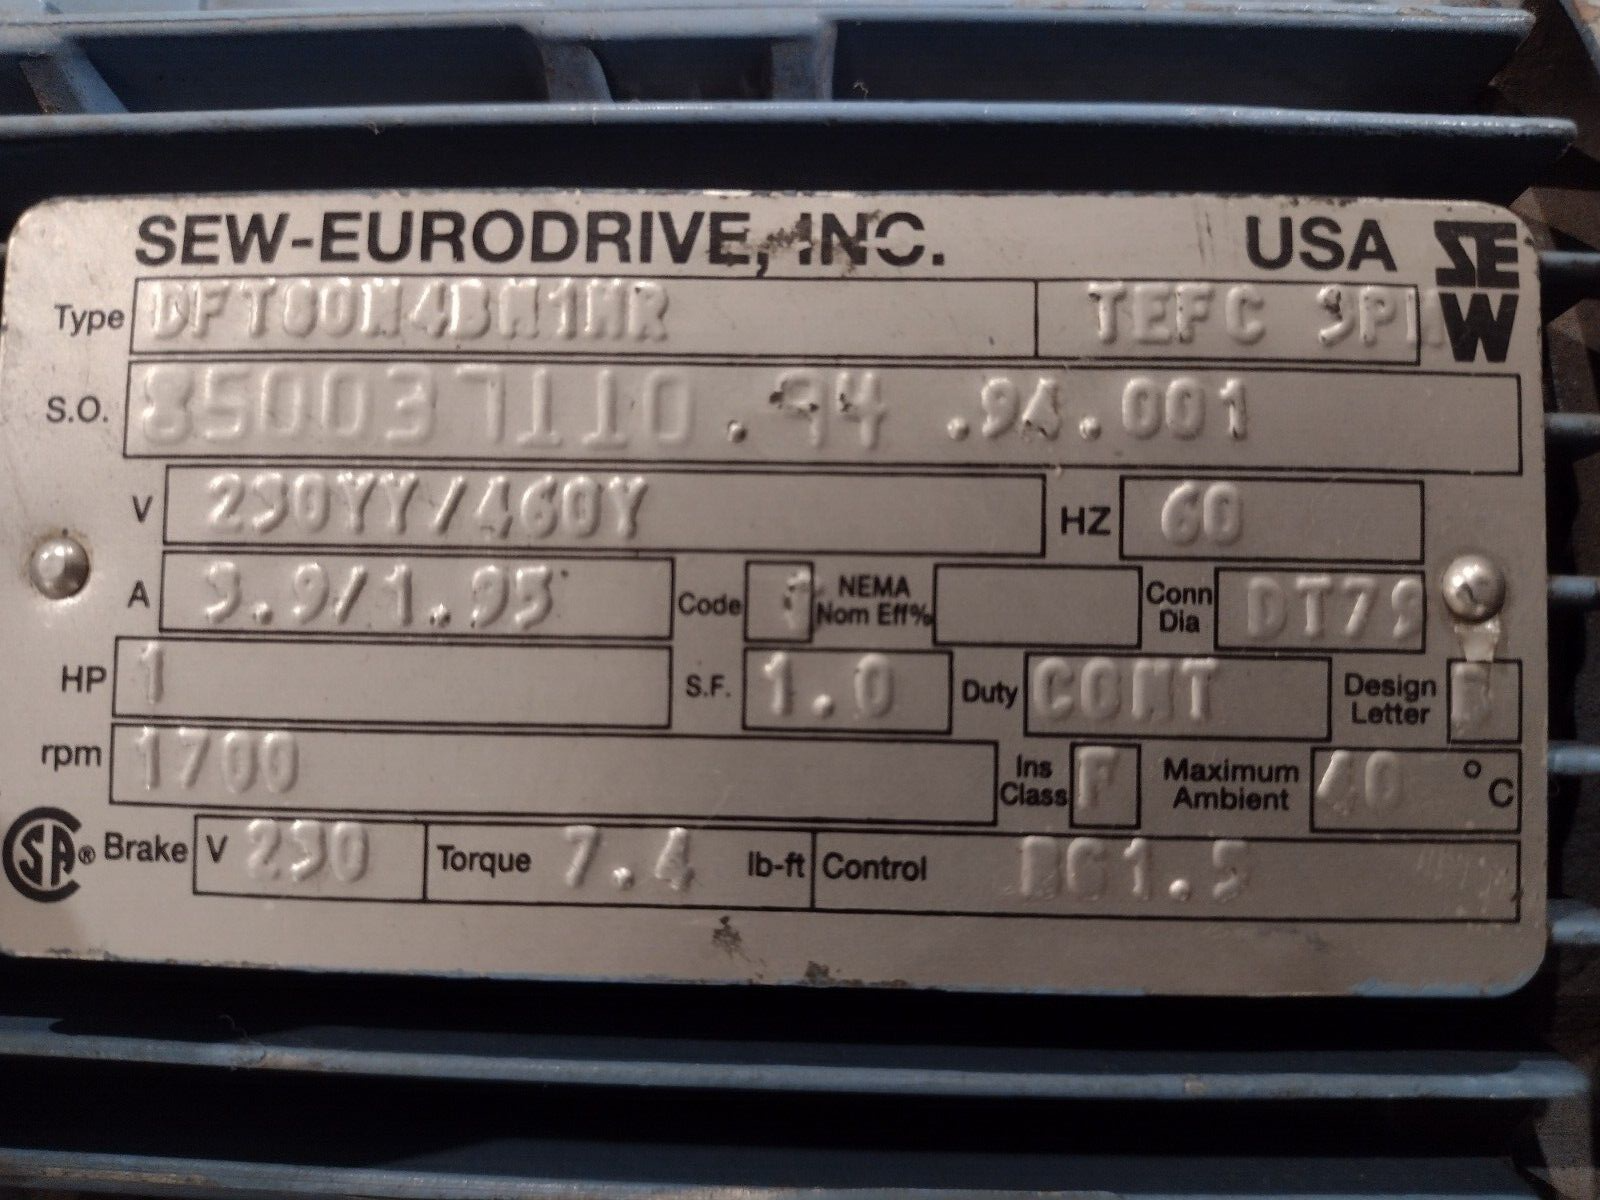 SEW-EURODRIVE, INC. USA SEW
Type DFT80N4BM1HR TEFC 3PH
S.O. 850037110.94 .94.001
V 230YY/460Y HZ 60
A 3.9/1.95 Code NEMA Nom Eff% Conn Dia DT79
HP 1 S.F. 1.0 Duty CONT Design Letter
rpm 1700 Ins Class F Maximum Ambient 40 °C
SA® Brake V 230 Torque 7.4 lb-ft Control BG1.5